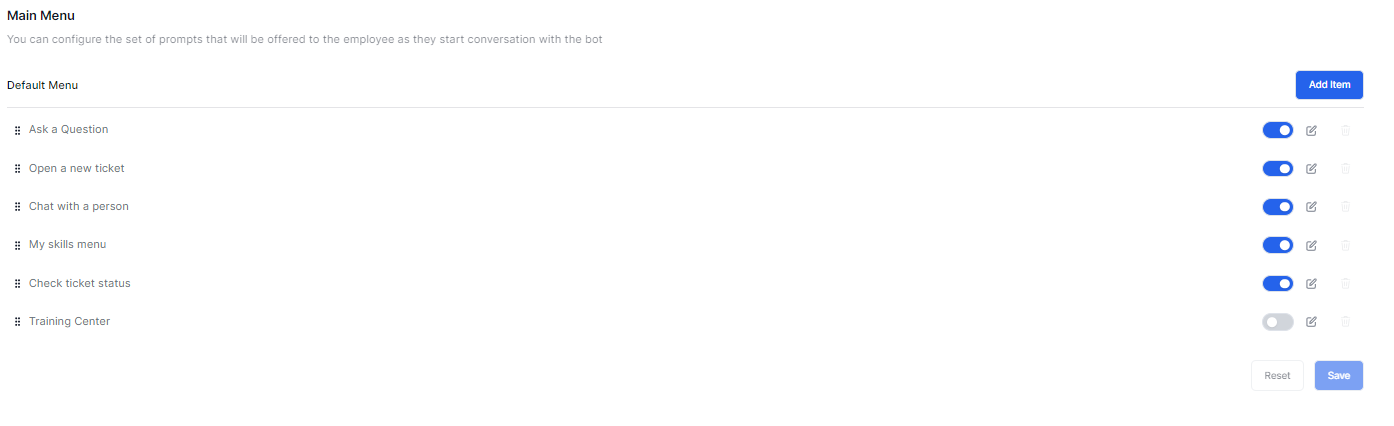 Main Menu
You can configure the set of prompts that will be offered to the employee as they start conversation with the bot
Default Menu
Add Item
Ask a Question
Open a new ticket
Chat with a person
My skills menu
Check ticket status
Training Center
Reset
Save